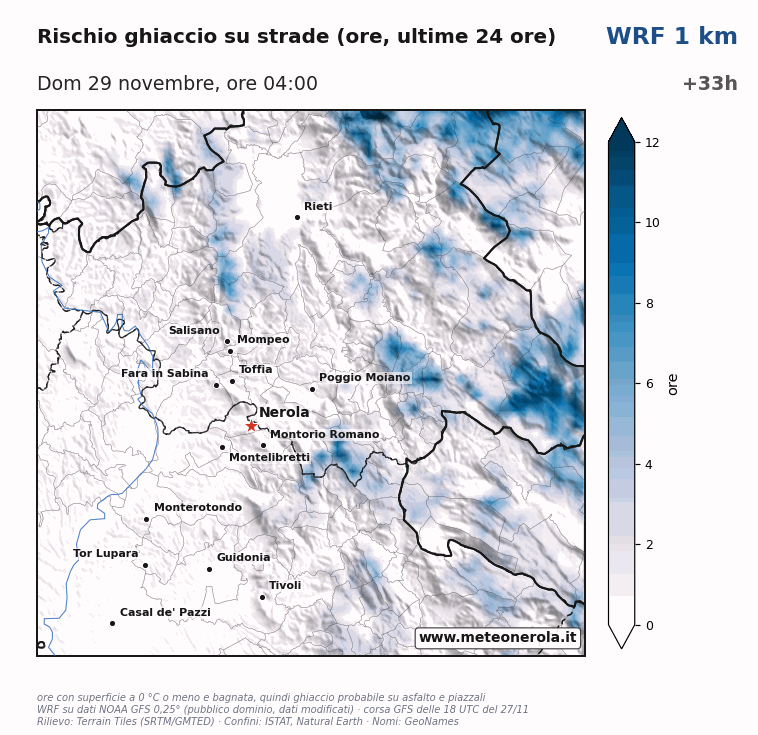 Rischio ghiaccio su strade (ore, ultime 24 ore)
WRF 1 km
Dom 29 novembre, ore 04:00
+33h
Rieti
Salisano
Mompeo
Fara in Sabina
Toffia
Poggio Moiano
Nerola
Montorio Romano
Montelibretti
Monterotondo
Tor Lupara
Guidonia
Tivoli
Casal de' Pazzi
www.meteonerola.it
12
10
8
6
4
2
0
ore
ore con superficie a 0 °C o meno e bagnata, quindi ghiaccio probabile su asfalto e piazzali
WRF su dati NOAA GFS 0,25° (pubblico dominio, dati modificati) · corsa GFS delle 18 UTC del 27/11
Rilievo: Terrain Tiles (SRTM/GMTED) · Confini: ISTAT, Natural Earth · Nomi: GeoNames